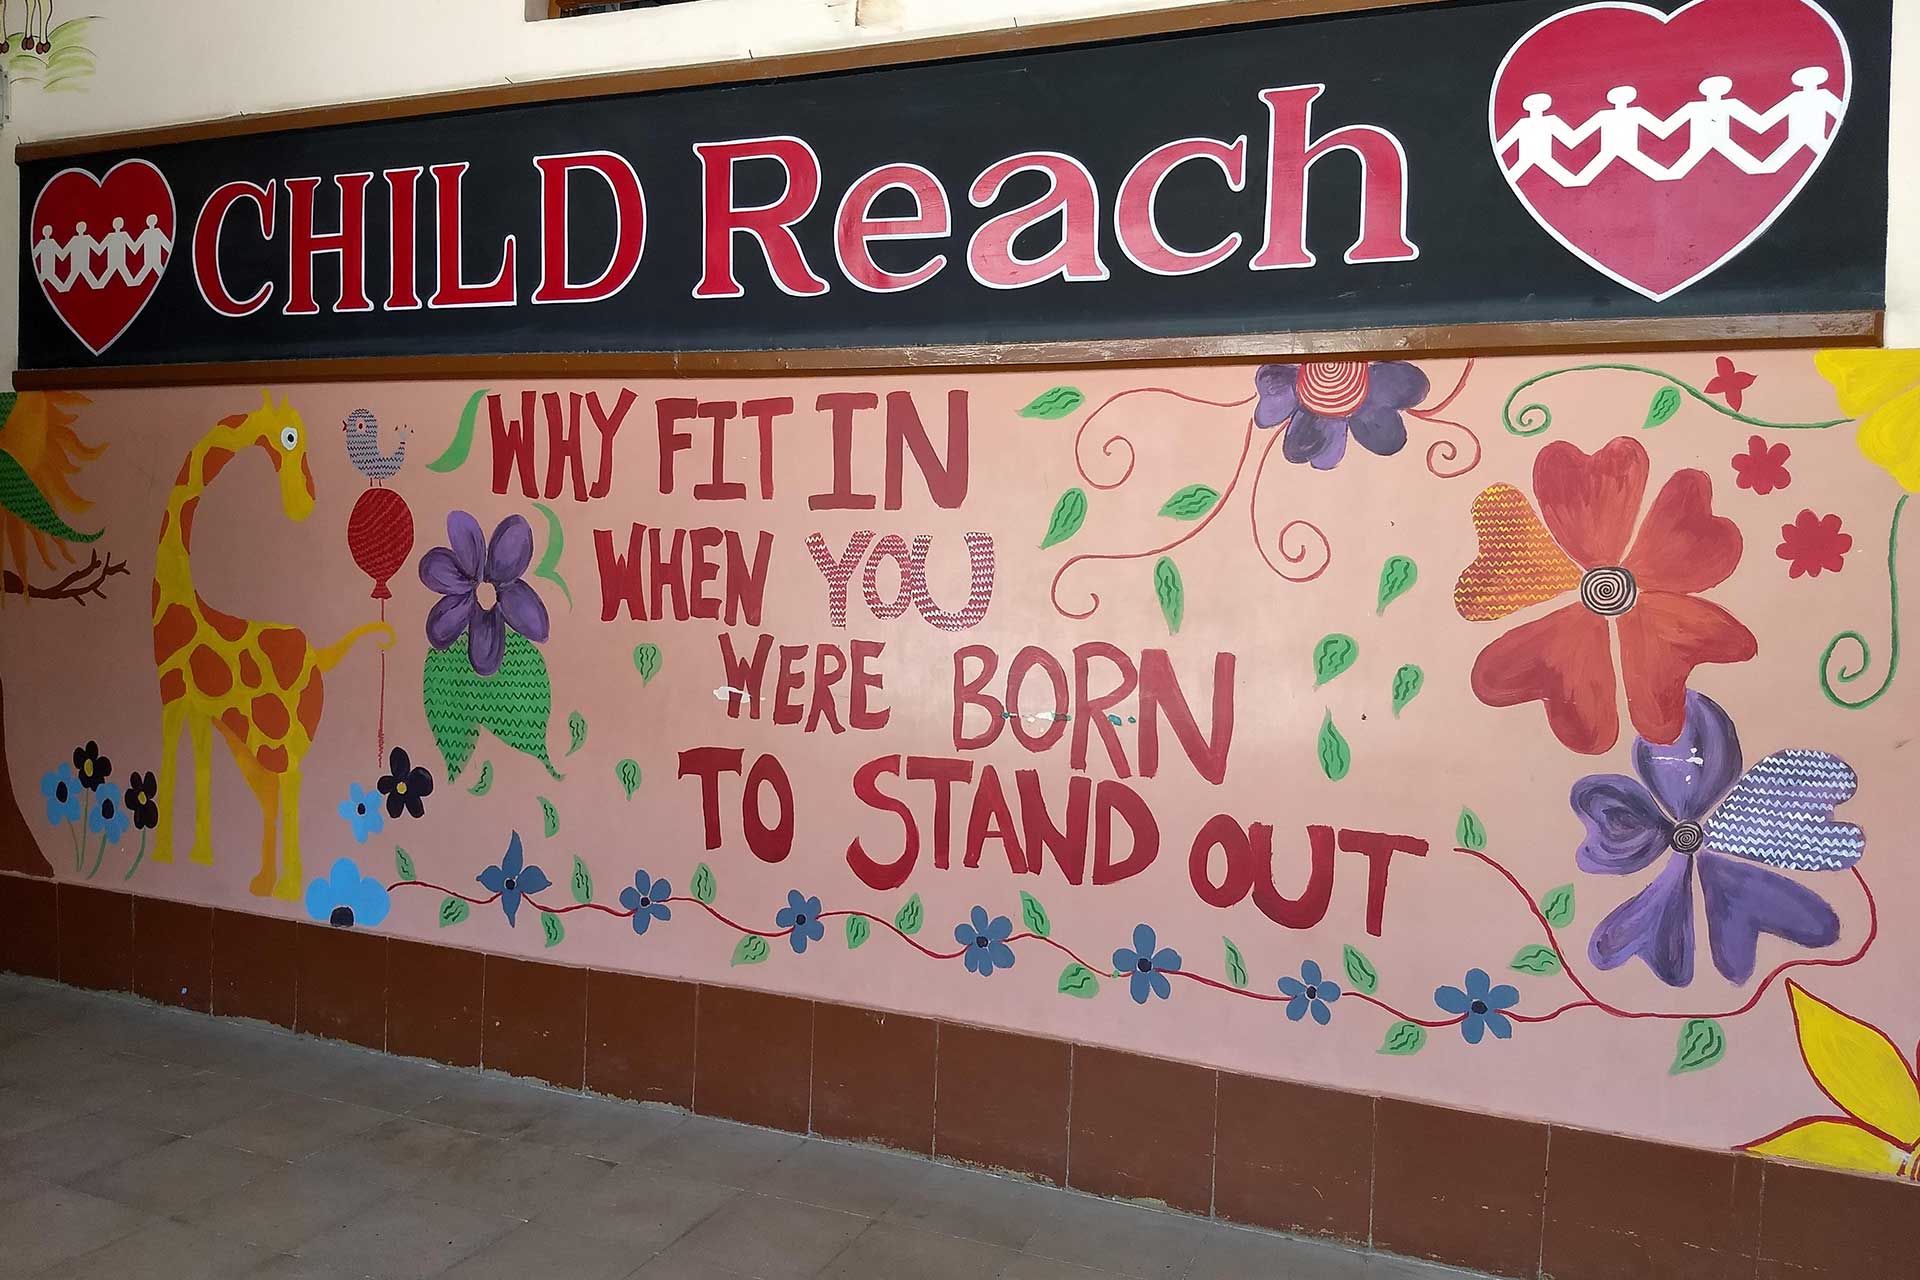 CHILD Reach
WHY FIT IN
WHEN YOU
WERE BORN
TO STAND OUT